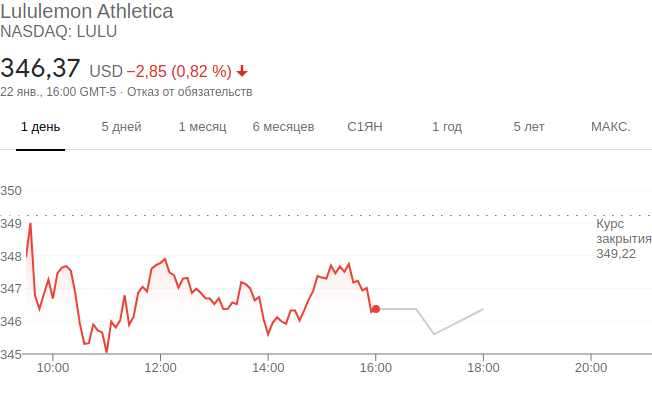 Lululemon Athletica
NASDAQ: LULU
346,37 USD −2,85 (0,82 %)
22 янв., 16:00 GMT-5 · Отказ от обязательств
1 день 5 дней 1 месяц 6 месяцев С1ЯН 1 год 5 лет МАКС.
350
349
348
347
346
345
Курс
закрытия
349,22
10:00 12:00 14:00 16:00 18:00 20:00